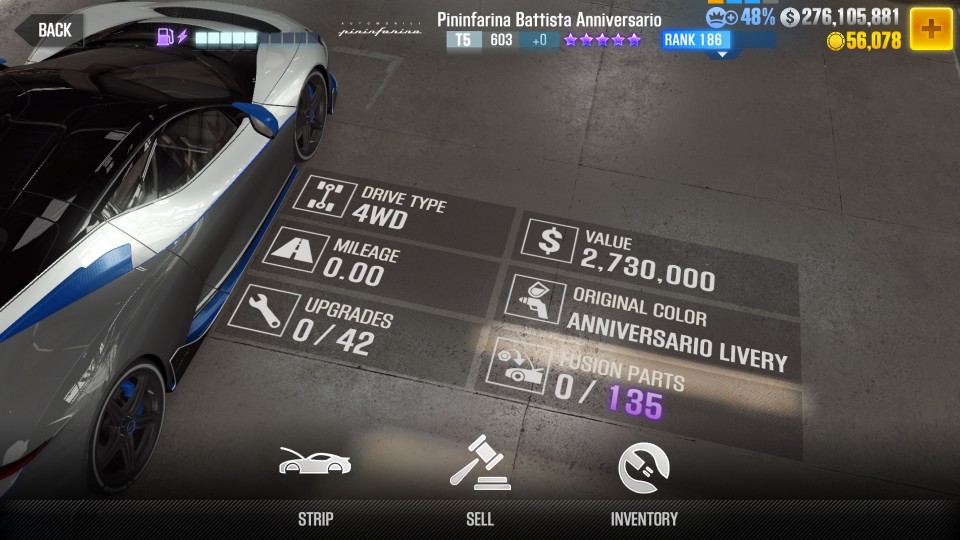 BACK
AUTOMOBILI
pininfarina
Pininfarina Battista Anniversario
T5 603 +0
RANK 186
48% $ 276,105,881
56,078
DRIVE TYPE
4WD
MILEAGE
0.00
UPGRADES
0 / 42
$ VALUE
2,730,000
ORIGINAL COLOR
ANNIVERSARIO LIVERY
FUSION PARTS
0 / 135
STRIP
SELL
INVENTORY